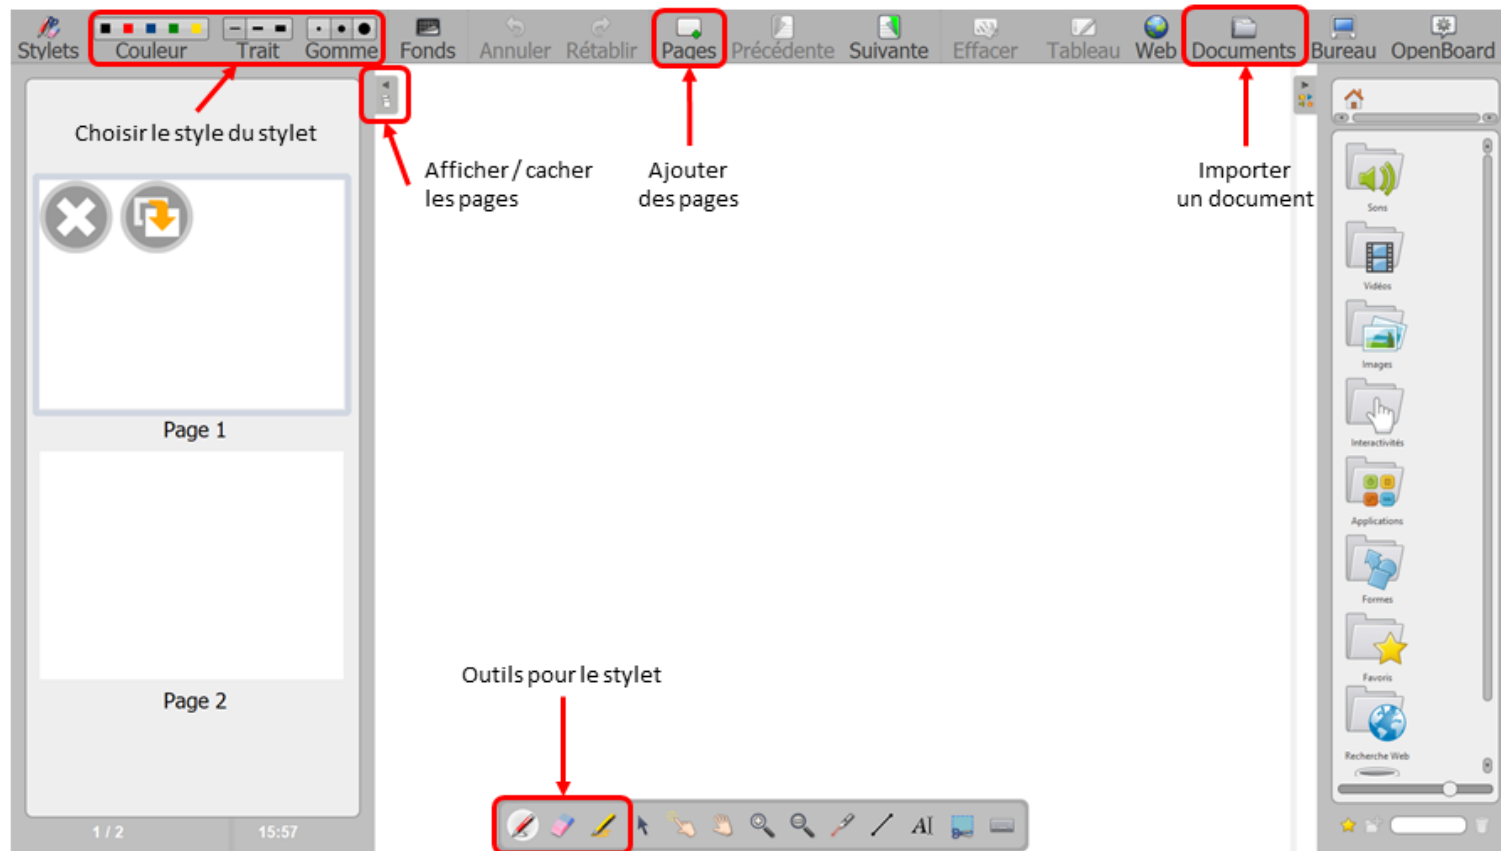 Stylets Couleur Trait Gomme Fonds Annuler Rétablir Pages Précédente Suivante Effacer Tableau Web Documents Bureau OpenBoard
Choisir le style du stylet
Afficher / cacher
les pages
Ajouter
des pages
Importer
un document
Page 1
Page 2
Sons
Vidéos
Images
Interactivités
Applications
Formes
Favoris
Recherche Web
Outils pour le stylet
AI
1 / 2
15:57